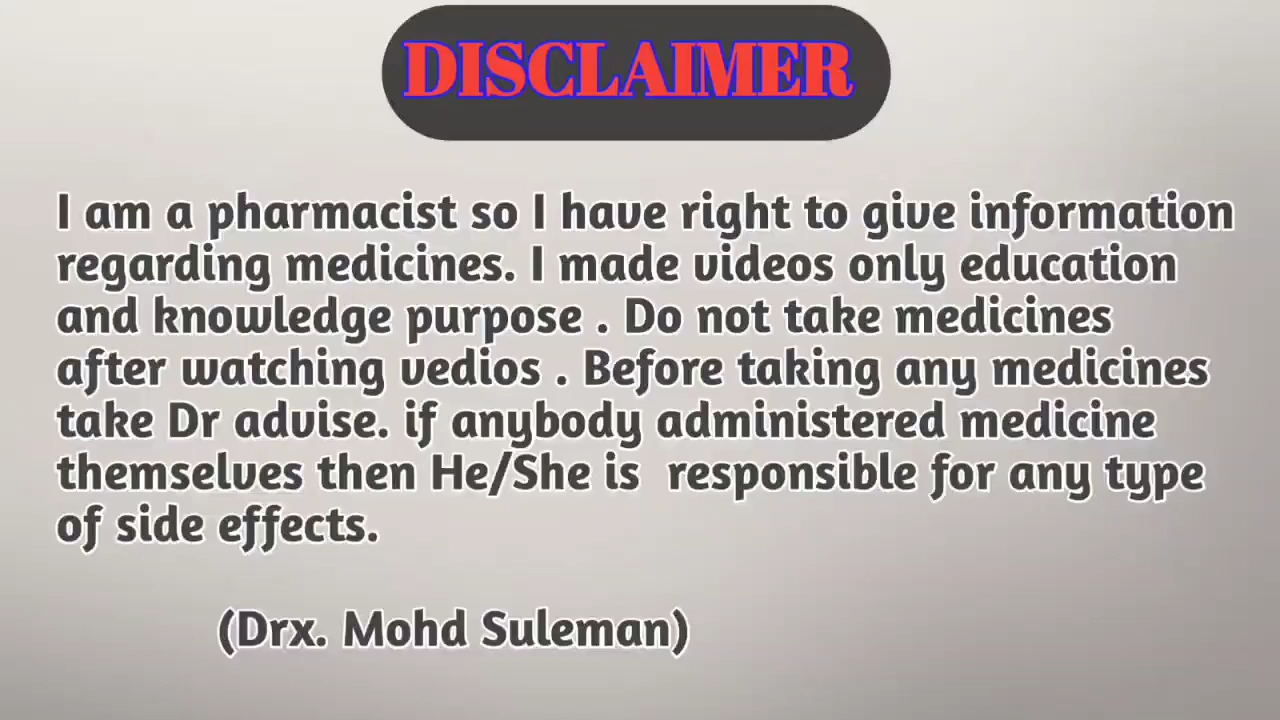 DISCLAIMER
I am a pharmacist so I have right to give information
regarding medicines. I made videos only education
and knowledge purpose . Do not take medicines
after watching vedios . Before taking any medicines
take Dr advise. if anybody administered medicine
themselves then He/She is  responsible for any type
of side effects.
(Drx. Mohd Suleman)